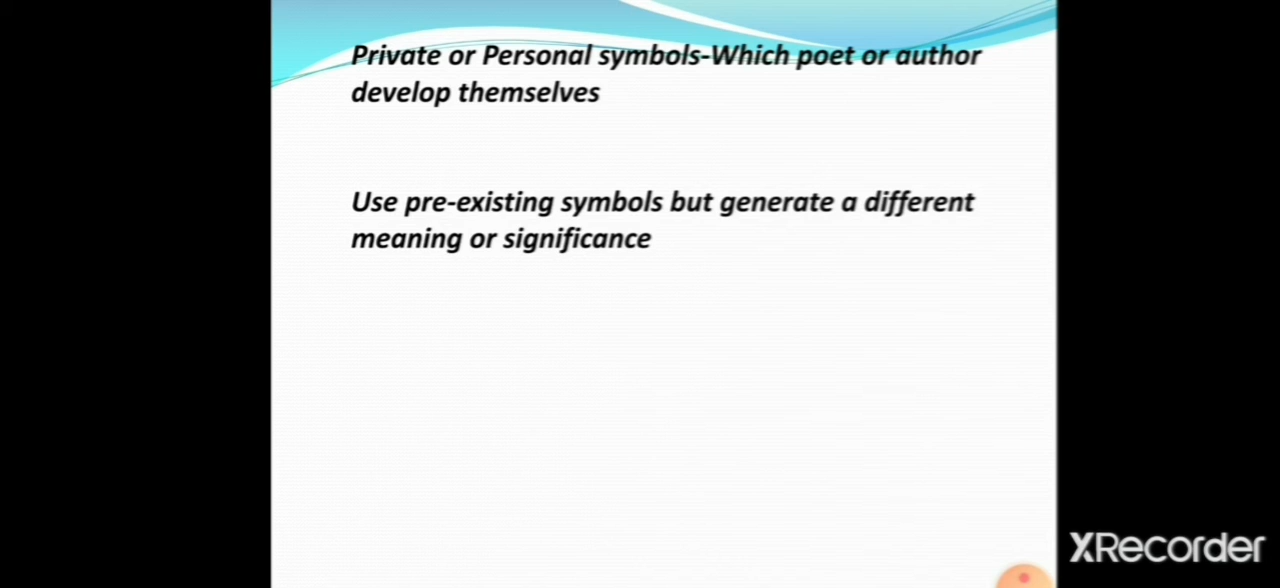 Private or Personal symbols-Which poet or author
develop themselves
Use pre-existing symbols but generate a different
meaning or significance
XRecorder